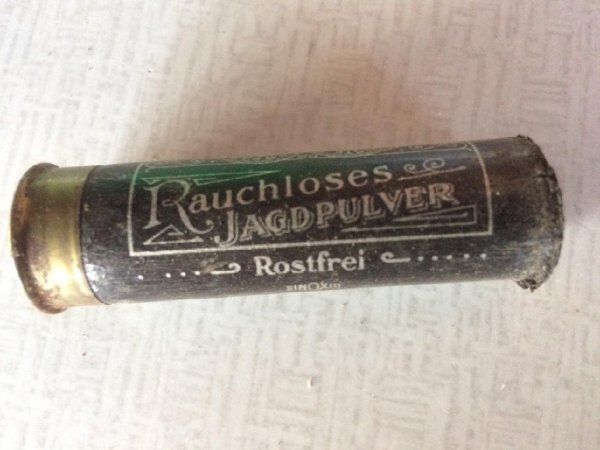 Rauchloses
JAGDPULVER
Rostfrei
SINOXID